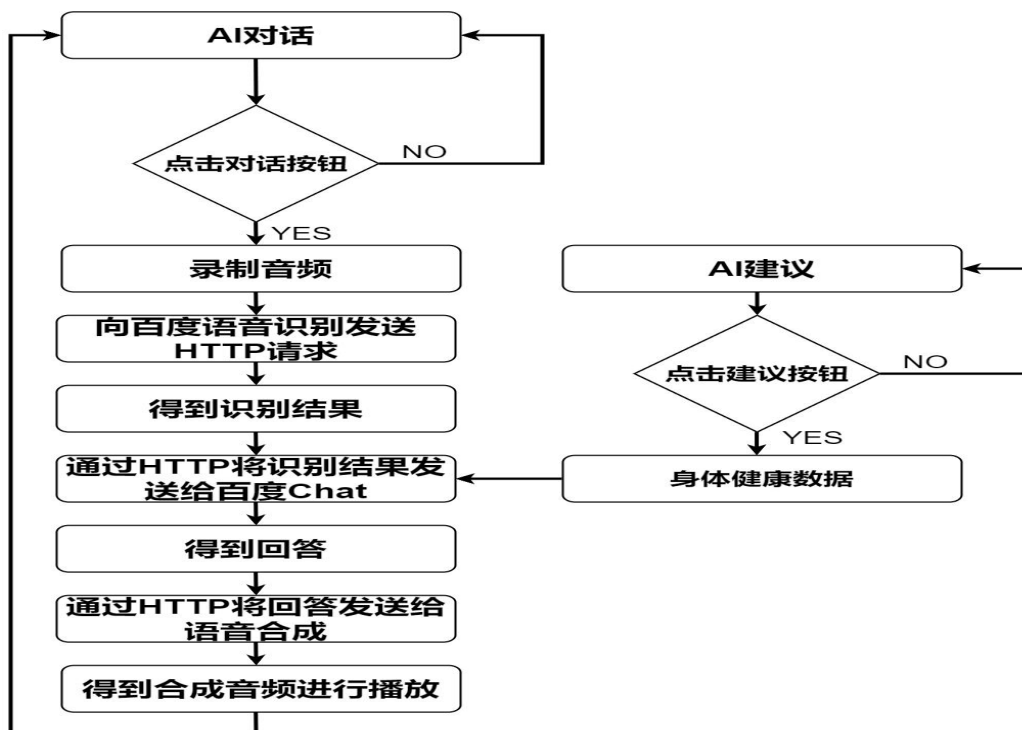 AI对话
点击对话按钮
NO
YES
录制音频
向百度语音识别发送
HTTP请求
得到识别结果
通过HTTP将识别结果发
送给百度Chat
得到回答
通过HTTP将回答发送给
语音合成
得到合成音频进行播放
AI建议
点击建议按钮
NO
YES
身体健康数据